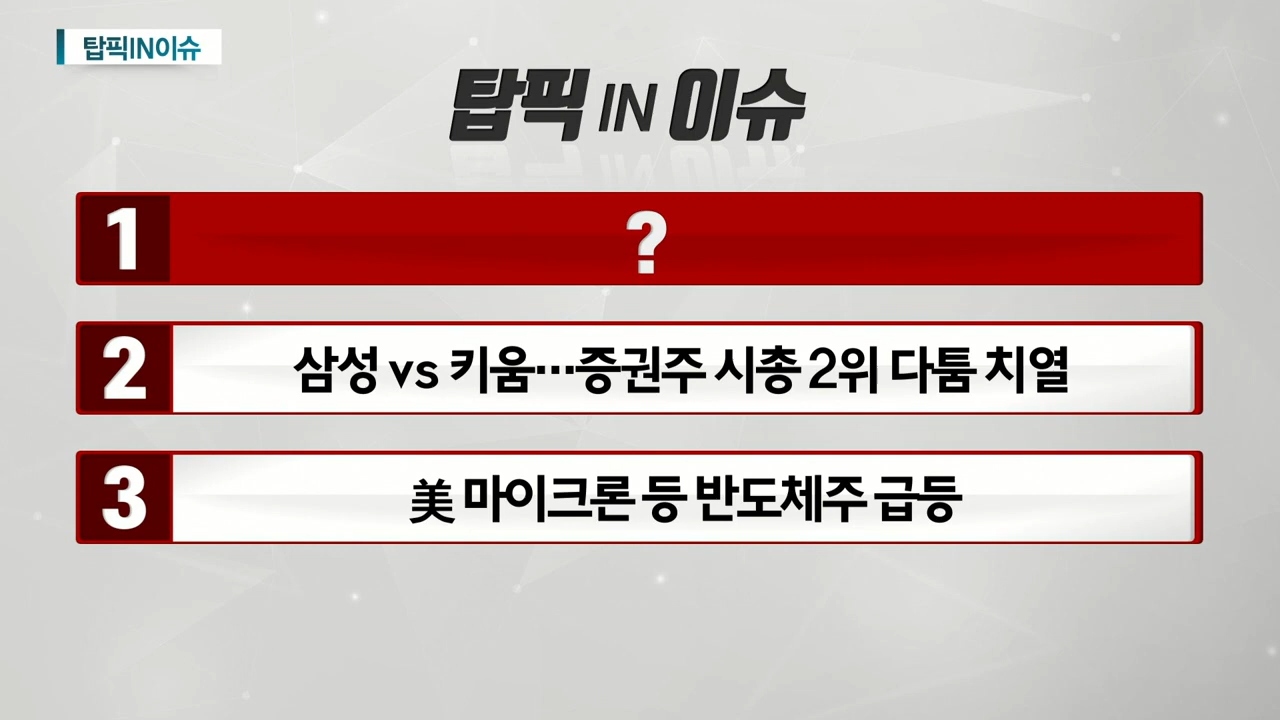 탑픽IN이슈
탑픽 IN 이슈
1 ?
2 삼성 vs 키움…증권주 시총 2위 다툼 치열
3 美 마이크론 등 반도체주 급등